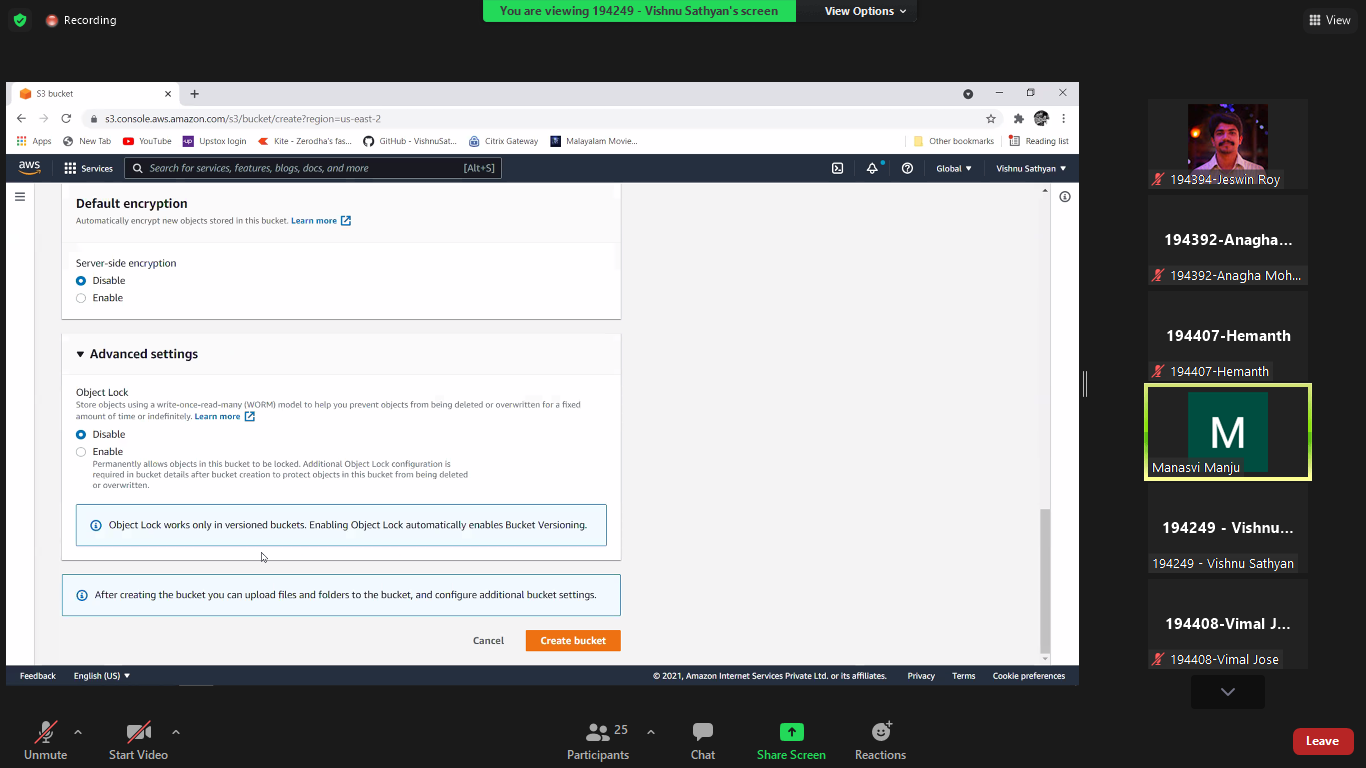 Recording
You are viewing 194249 - Vishnu Sathyan's screen
View Options
View
S3 bucket
s3.console.aws.amazon.com/s3/bucket/create?region=us-east-2
Apps
New Tab
YouTube
up
Upstox login
Kite - Zerodha's fas...
GitHub - VishnuSat...
Citrix Gateway
Malayalam Movie...
Other bookmarks
Reading list
aws
Services
Search for services, features, blogs, docs, and more
[Alt+S]
Global
Vishnu Sathyan
Default encryption
Automatically encrypt new objects stored in this bucket. Learn more
Server-side encryption
Disable
Enable
Advanced settings
Object Lock
Store objects using a write-once-read-many (WORM) model to help you prevent objects from being deleted or overwritten for a fixed
amount of time or indefinitely. Learn more
Disable
Enable
Permanently allows objects in this bucket to be locked. Additional Object Lock configuration is
required in bucket details after bucket creation to protect objects in this bucket from being deleted
or overwritten.
Object Lock works only in versioned buckets. Enabling Object Lock automatically enables Bucket Versioning.
After creating the bucket you can upload files and folders to the bucket, and configure additional bucket settings.
Cancel
Create bucket
Feedback
English (US)
© 2021, Amazon Internet Services Private Ltd. or its affiliates.
Privacy
Terms
Cookie preferences
194394-Jeswin Roy
194392-Anagha...
194392-Anagha Moh...
194407-Hemanth
194407-Hemanth
M
Manasvi Manju
194249 - Vishnu...
194249 - Vishnu Sathyan
194408-Vimal J...
194408-Vimal Jose
Unmute
Start Video
25
Participants
Chat
Share Screen
Reactions
Leave